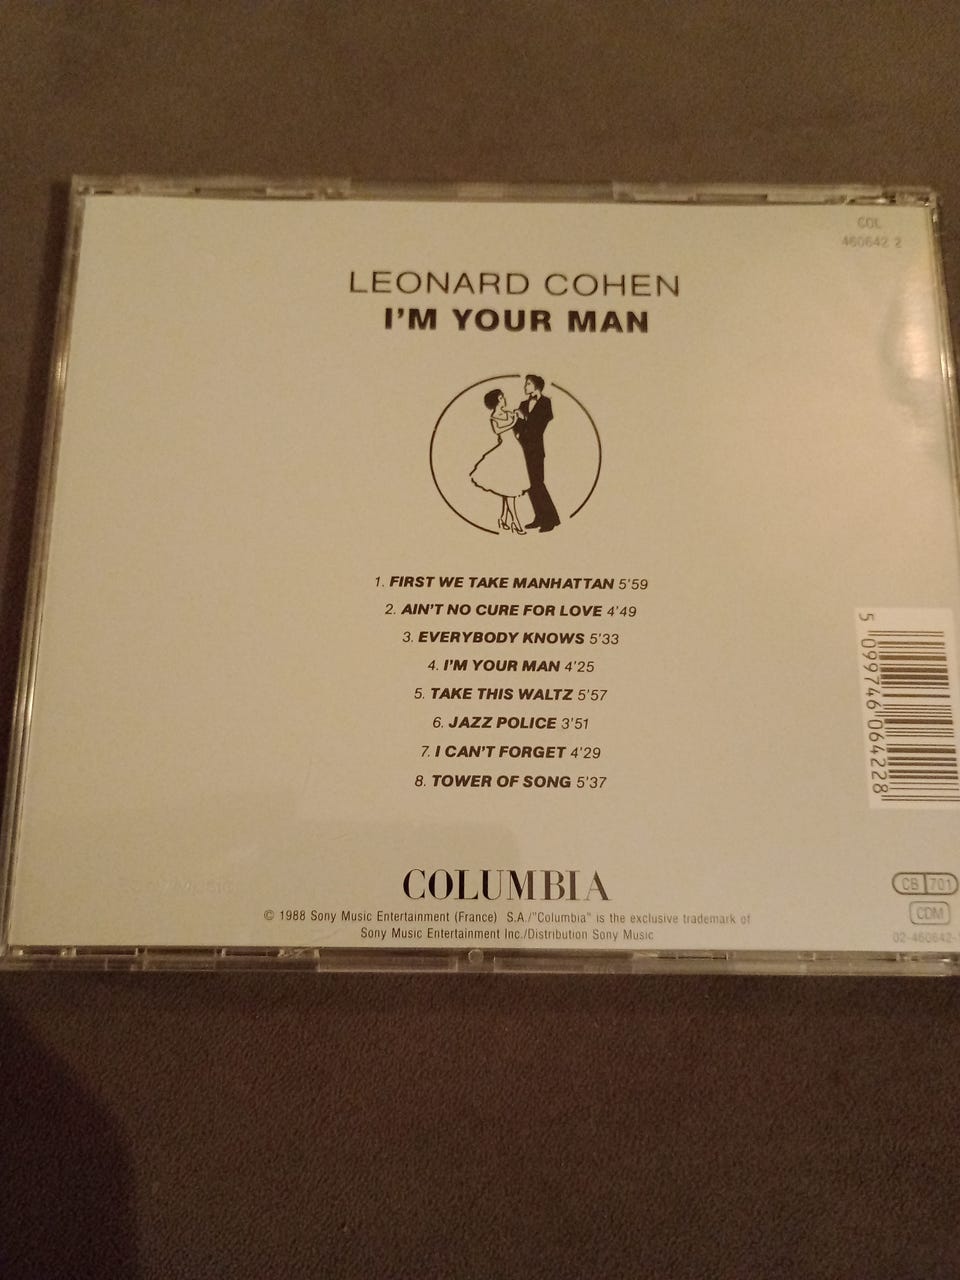 COL
460642 2
LEONARD COHEN
I'M YOUR MAN
1. FIRST WE TAKE MANHATTAN 5'59
2. AIN'T NO CURE FOR LOVE 4'49
3. EVERYBODY KNOWS 5'33
4. I'M YOUR MAN 4'25
5. TAKE THIS WALTZ 5'57
6. JAZZ POLICE 3'51
7. I CAN'T FORGET 4'29
8. TOWER OF SONG 5'37
5 099746 064228
COLUMBIA
© 1988 Sony Music Entertainment (France) S.A./"Columbia" is the exclusive trademark of
Sony Music Entertainment Inc./Distribution Sony Music
CB 701
CDM
02-460642-